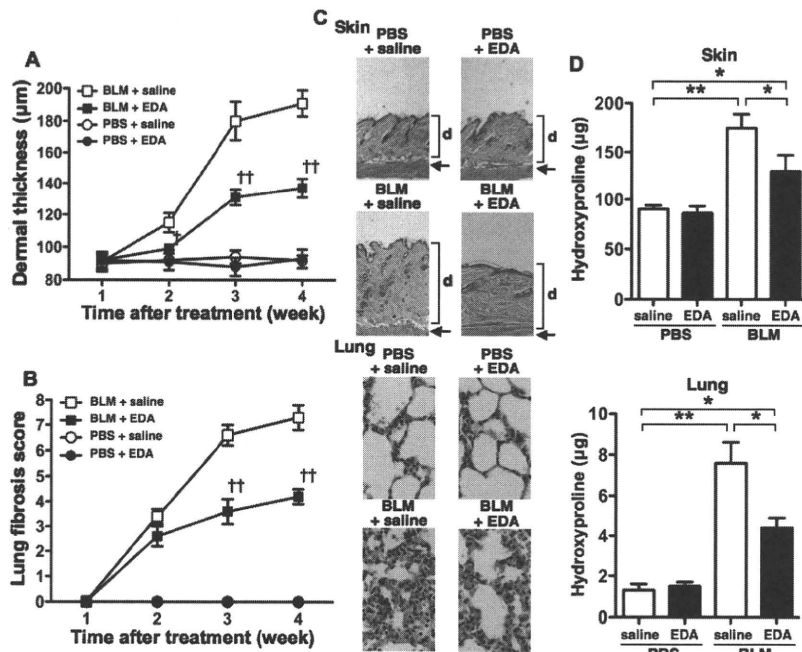 A
BLM + saline
BLM + EDA
PBS + saline
PBS + EDA
Dermal thickness (μm)
200
180
160
140
120
100
80
†
††
††
1 2 3 4
Time after treatment (week)
B
BLM + saline
BLM + EDA
PBS + saline
PBS + EDA
Lung fibrosis score
8
7
6
5
4
3
2
1
0
††
††
1 2 3 4
Time after treatment (week)
C
Skin
PBS + saline
PBS + EDA
d
d
BLM + saline
BLM + EDA
d
d
Lung
PBS + saline
PBS + EDA
BLM + saline
BLM + EDA
D
Skin
*
** *
Hydroxyproline (μg)
200
150
100
50
0
saline EDA saline EDA
PBS BLM
Lung
*
** *
Hydroxyproline (μg)
10
8
6
4
2
0
saline EDA saline EDA
PBS BLM